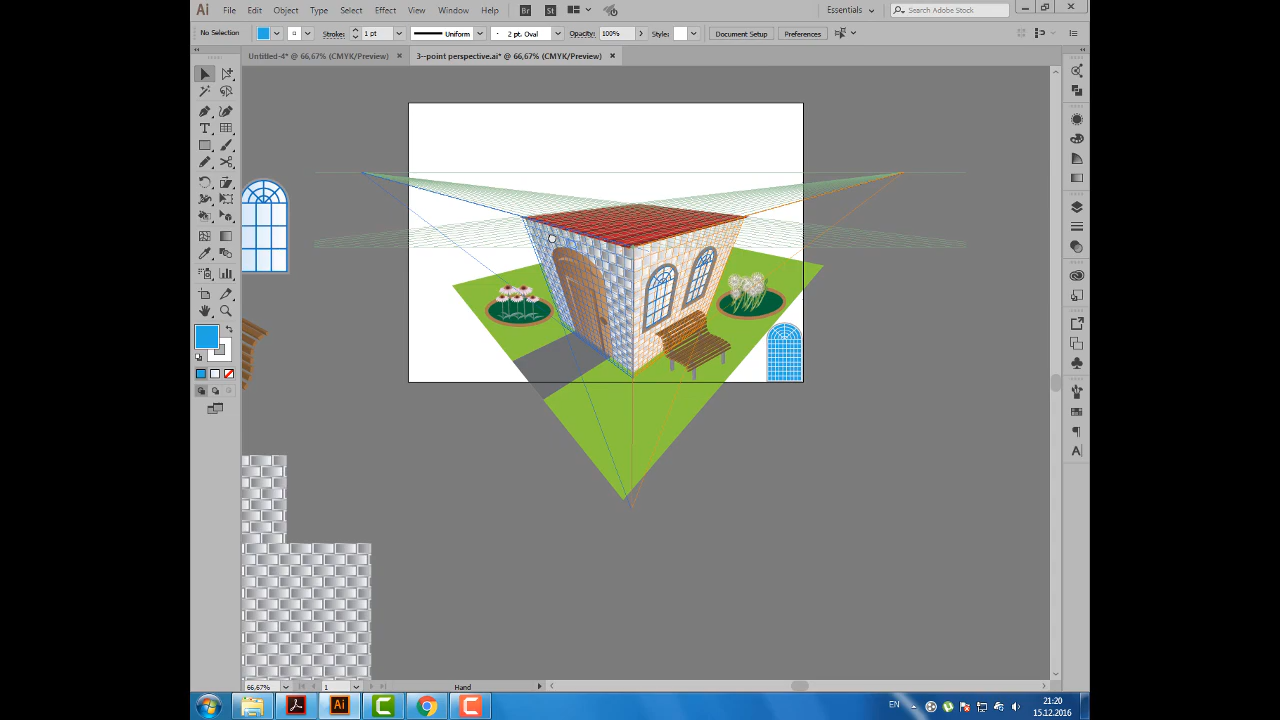 Ai File Edit Object Type Select Effect View Window Help Br St Essentials Search Adobe Stock
No Selection Stroke: 1 pt Uniform 2 pt. Oval Opacity: 100% Style: Document Setup Preferences
Untitled-4* @ 66,67% (CMYK/Preview) × 3--point perspective.ai* @ 66,67% (CMYK/Preview) ×
66,67% 1 Hand
Ai EN 21:20
15.12.2016